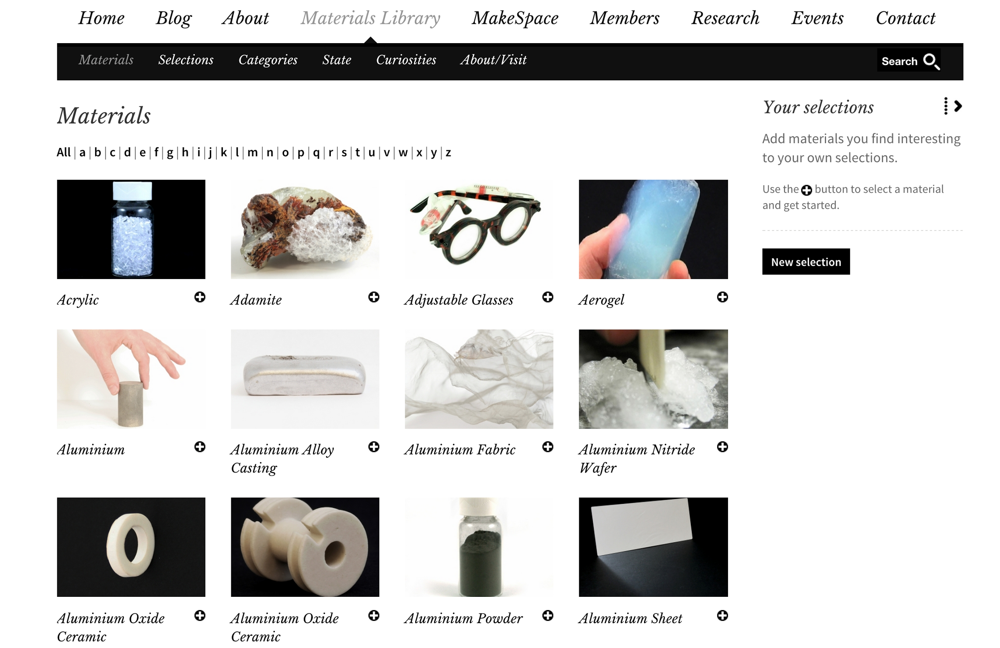 Home Blog About Materials Library MakeSpace Members Research Events Contact
Materials Selections Categories State Curiosities About/Visit Search
Materials
All | a | b | c | d | e | f | g | h | i | j | k | l | m | n | o | p | q | r | s | t | u | v | w | x | y | z
Acrylic Adamite Adjustable Glasses Aerogel
Aluminium Aluminium Alloy Aluminium Fabric Aluminium Nitride
Casting Wafer
Aluminium Oxide Aluminium Oxide Aluminium Powder Aluminium Sheet
Ceramic Ceramic
Your selections
Add materials you find interesting
to your own selections.
Use the button to select a material
and get started.
New selection